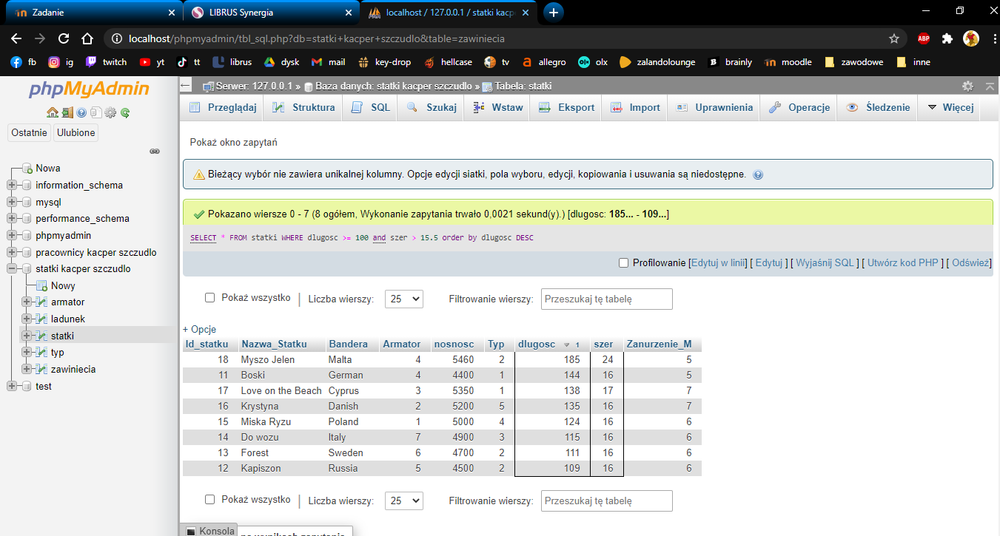 Zadanie
LIBRUS Synergia
localhost / 127.0.0.1 / statki kacp
localhost/phpmyadmin/tbl_sql.php?db=statki+kacper+szczudlo&table=zawiniecia
ABP
fb ig twitch yt tt librus dysk mail key-drop hellcase tv allegro olx zalandolounge brainly moodle zawodowe inne
phpMyAdmin
Ostatnie Ulubione
Nowa
information_schema
mysql
performance_schema
phpmyadmin
pracownicy kacper szczudlo
statki kacper szczudlo
Nowy
armator
ladunek
statki
typ
zawiniecia
test
Serwer: 127.0.0.1 » Baza danych: statki kacper szczudlo » Tabela: statki
Przeglądaj Struktura SQL Szukaj Wstaw Eksport Import Uprawnienia Operacje Śledzenie Więcej
Pokaż okno zapytań
Bieżący wybór nie zawiera unikalnej kolumny. Opcje edycji siatki, pola wyboru, edycji, kopiowania i usuwania są niedostępne.
Pokazano wiersze 0 - 7 (8 ogółem, Wykonanie zapytania trwało 0,0021 sekund(y).) [dlugosc: 185... - 109...]
SELECT * FROM statki WHERE dlugosc >= 100 and szer > 15.5 order by dlugosc DESC
Profilowanie [Edytuj w linii] [ Edytuj ] [ Wyjaśnij SQL ] [ Utwórz kod PHP ] [ Odśwież]
Pokaż wszystko | Liczba wierszy: 25 Filtrowanie wierszy: Przeszukaj tę tabelę
+ Opcje
Id_statku Nazwa_Statku Bandera Armator nosnosc Typ dlugosc 1 szer Zanurzenie_M
18 Myszo Jelen Malta 4 5460 2 185 24 5
11 Boski German 4 4400 1 144 16 5
17 Love on the Beach Cyprus 3 5350 1 138 17 7
16 Krystyna Danish 2 5200 5 135 16 7
15 Miska Ryzu Poland 1 5000 4 124 16 6
14 Do wozu Italy 7 4900 3 115 16 6
13 Forest Sweden 6 4700 2 111 16 6
12 Kapiszon Russia 5 4500 2 109 16 6
Pokaż wszystko | Liczba wierszy: 25 Filtrowanie wierszy: Przeszukaj tę tabelę
Konsola na wynikach zapytania